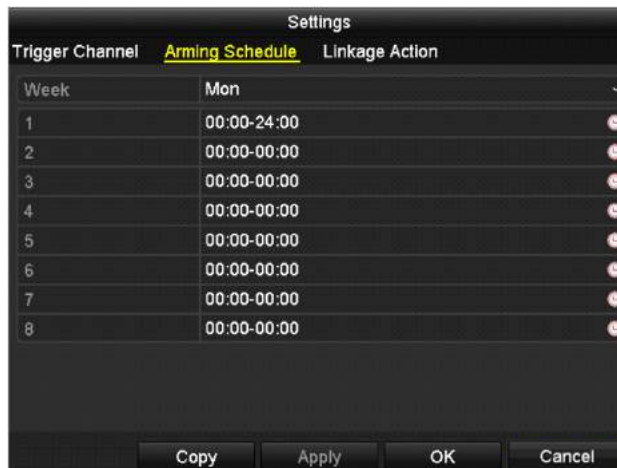 Settings
Trigger Channel Arming Schedule Linkage Action
Week Mon
1 00:00-24:00
2 00:00-00:00
3 00:00-00:00
4 00:00-00:00
5 00:00-00:00
6 00:00-00:00
7 00:00-00:00
8 00:00-00:00
Copy Apply OK Cancel